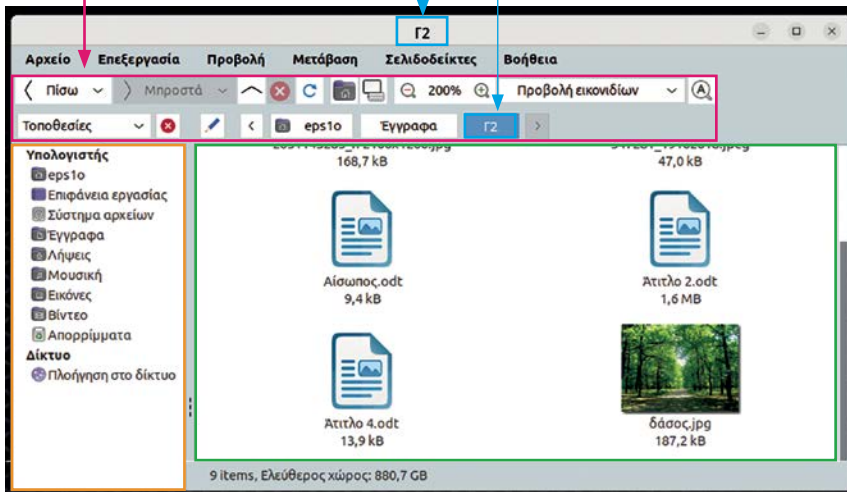 Γ2
Αρχείο Επεξεργασία Προβολή Μετάβαση Σελιδοδείκτες Βοήθεια
Πίσω Μπροστά 200% Προβολή εικονιδίων
Τοποθεσίες eps1o Έγγραφα Γ2
Υπολογιστής
eps1o
Επιφάνεια εργασίας
Σύστημα αρχείων
Έγγραφα
Λήψεις
Μουσική
Εικόνες
Βίντεο
Απορρίμματα
Δίκτυο
Πλοήγηση στο δίκτυο
168,7 kB 47,0 kB
Αίσωπος.odt Άτιτλο 2.odt
9,4 kB 1,6 MB
Άτιτλο 4.odt δάσος.jpg
13,9 kB 187,2 kB
9 items, Ελεύθερος χώρος: 880,7 GB